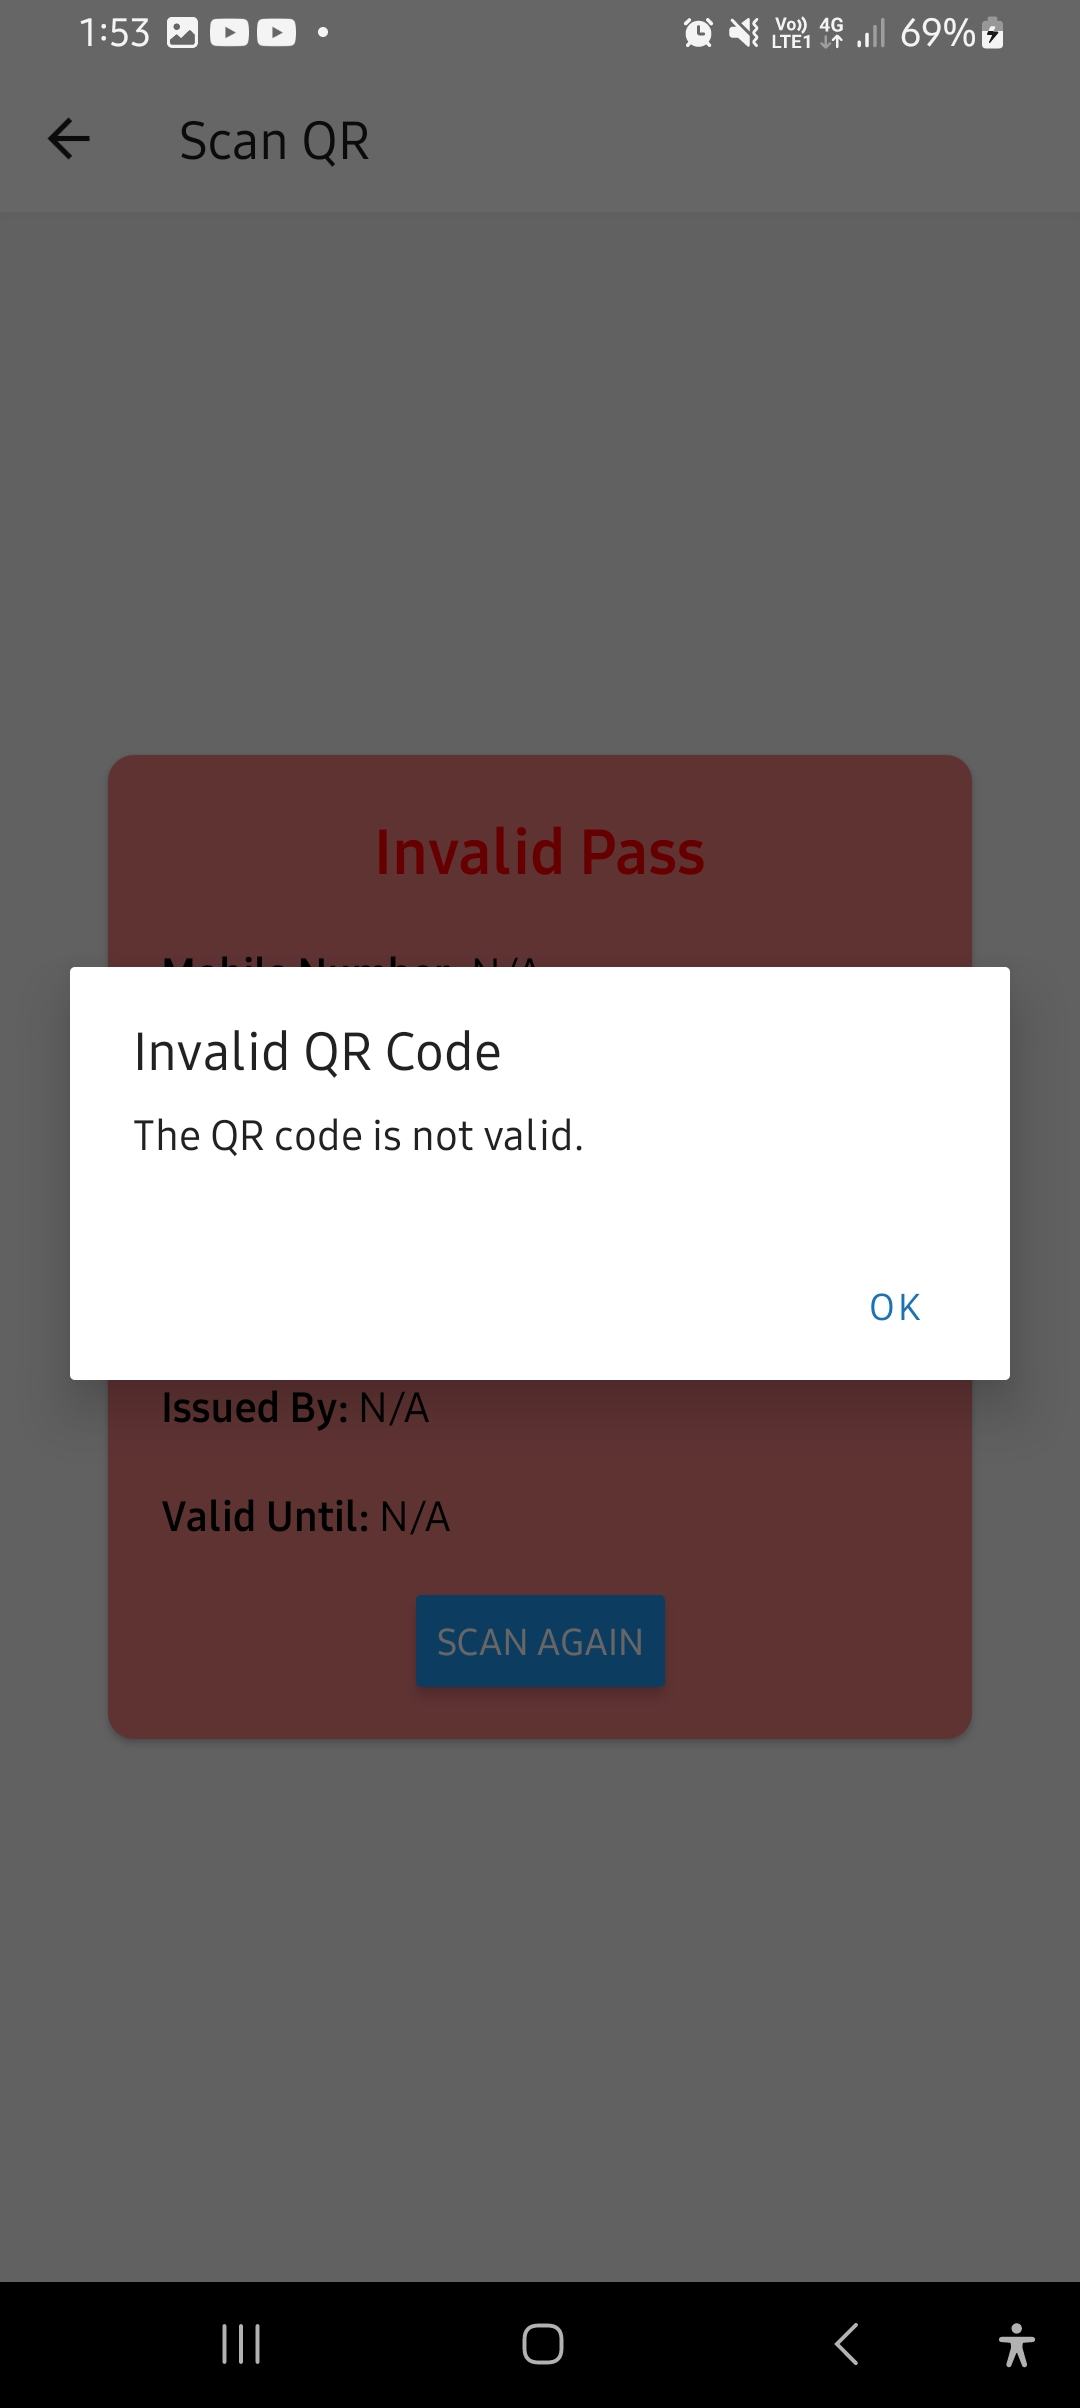 1:53 Vo)) LTE1 4G 69%
Scan QR
Invalid Pass
Mobile Number: N/A
Invalid QR Code
The QR code is not valid.
OK
Issued By: N/A
Valid Until: N/A
SCAN AGAIN